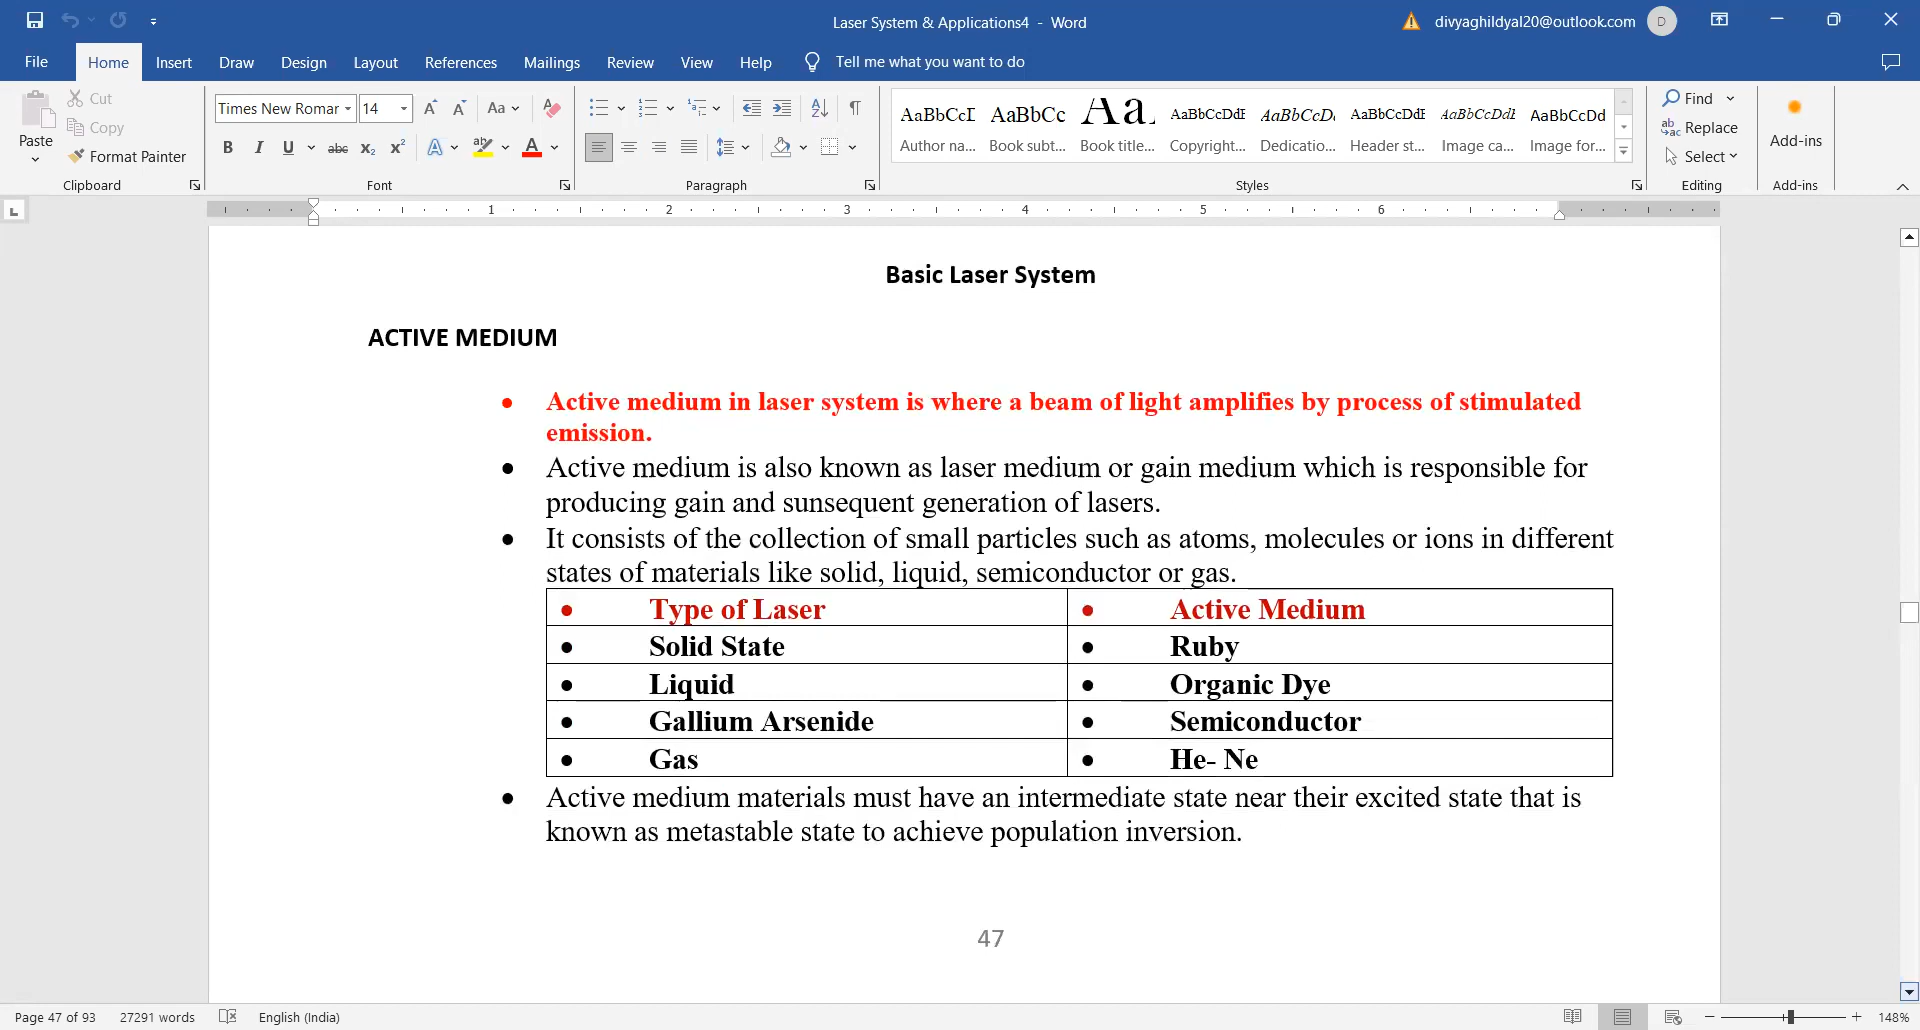 Laser System & Applications4 - Word
divyaghildyal20@outlook.com
D
File Home Insert Draw Design Layout References Mailings Review View Help Tell me what you want to do
Paste
Cut
Copy
Format Painter
Clipboard
Times New Romar 14
Font
Paragraph
AaBbCcI AaBbCc Aa. AaBbCcDdE AaBbCcD AaBbCcDdE AaBbCcDdI AaBbCcDd
Author na... Book subt... Book title... Copyright... Dedicatio... Header st... Image ca... Image for...
Styles
Find
Replace
Select
Editing
Add-ins
Add-ins
1 2 3 4 5 6
Basic Laser System
ACTIVE MEDIUM
• Active medium in laser system is where a beam of light amplifies by process of stimulated
emission.
• Active medium is also known as laser medium or gain medium which is responsible for
producing gain and sunsequent generation of lasers.
• It consists of the collection of small particles such as atoms, molecules or ions in different
states of materials like solid, liquid, semiconductor or gas.
• Type of Laser • Active Medium
• Solid State • Ruby
• Liquid • Organic Dye
• Gallium Arsenide • Semiconductor
• Gas • He- Ne
• Active medium materials must have an intermediate state near their excited state that is
known as metastable state to achieve population inversion.
47
Page 47 of 93 27291 words English (India) 148%